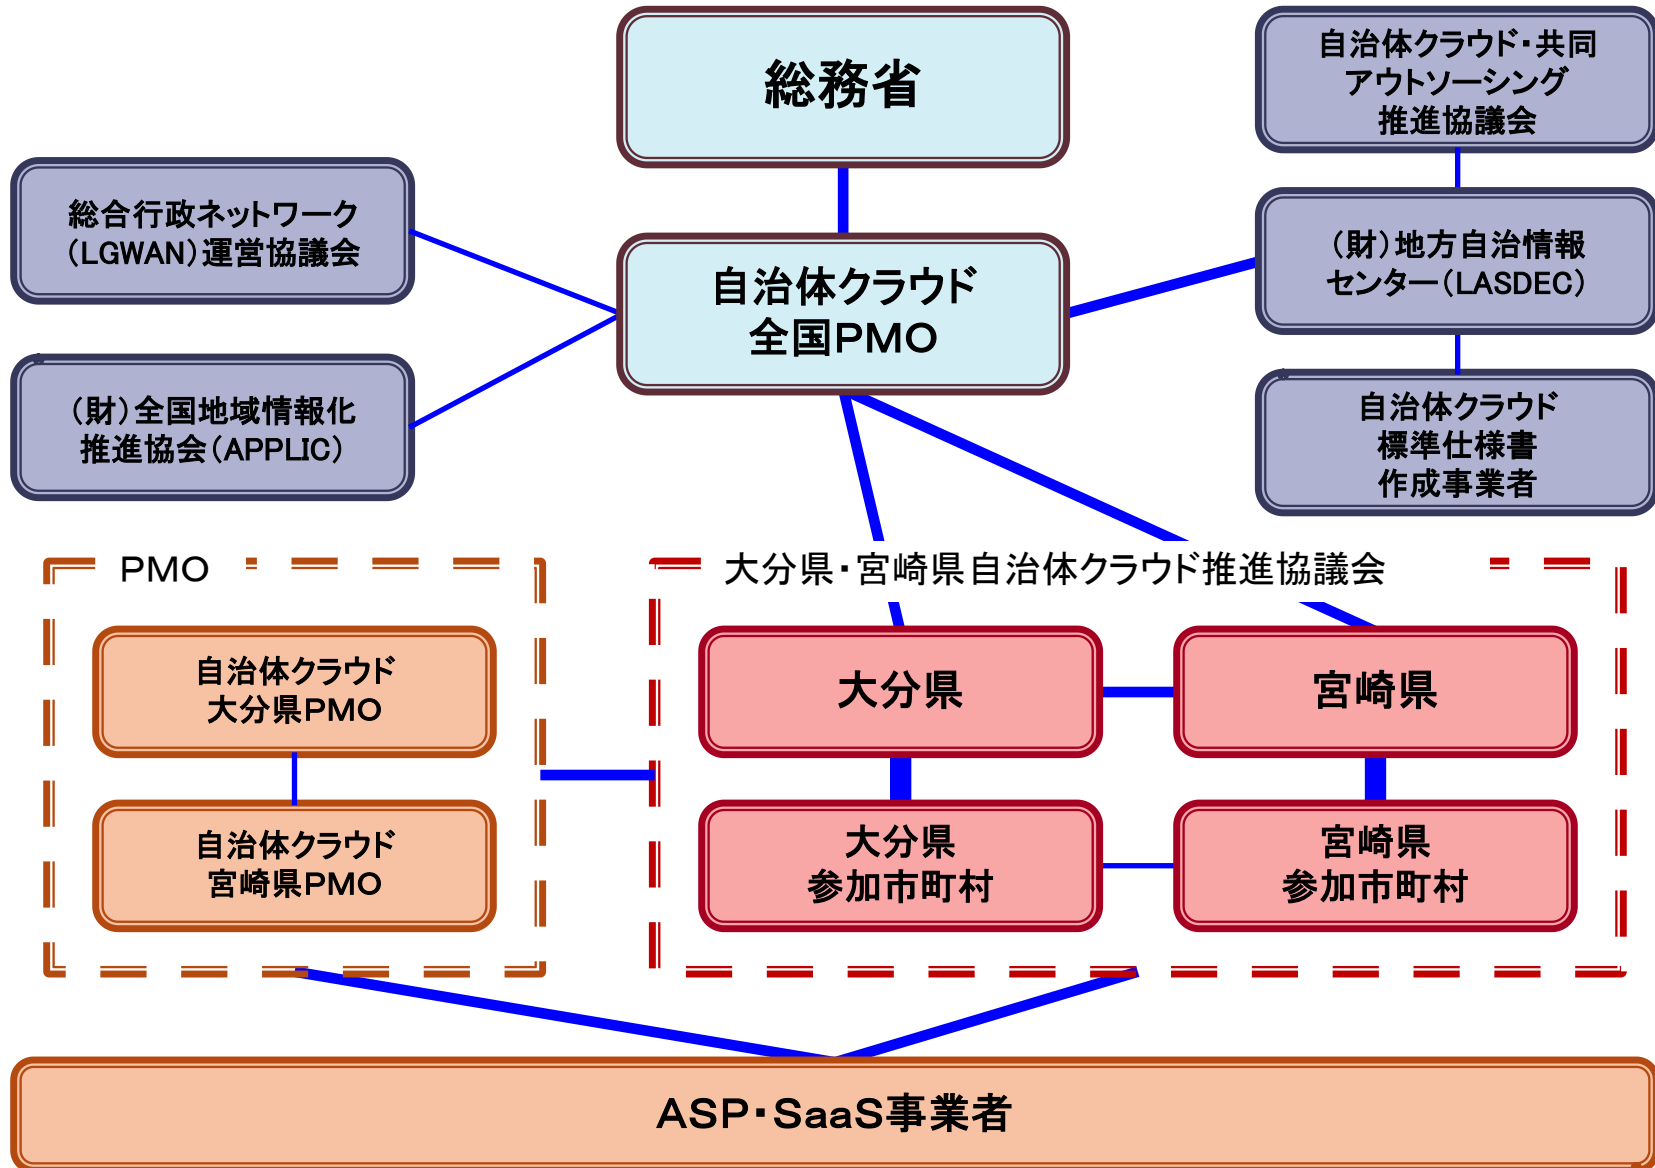 総務省
自治体クラウド・共同
アウトソーシング
推進協議会
総合行政ネットワーク
（LGWAN）運営協議会
自治体クラウド
全国PMO
（財）地方自治情報
センター（LASDEC）
（財）全国地域情報化
推進協会（APPLIC）
自治体クラウド
標準仕様書
作成事業者
PMO
大分県・宮崎県自治体クラウド推進協議会
自治体クラウド
大分県PMO
大分県
宮崎県
自治体クラウド
宮崎県PMO
大分県
参加市町村
宮崎県
参加市町村
ASP・SaaS事業者